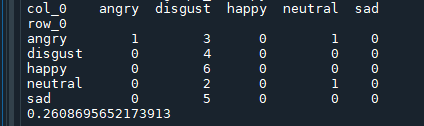 col_0 angry disgust happy neutral sad
row_0
angry 1 3 0 1 0
disgust 0 4 0 0 0
happy 0 6 0 0 0
neutral 0 2 0 1 0
sad 0 5 0 0 0
0.2608695652173913